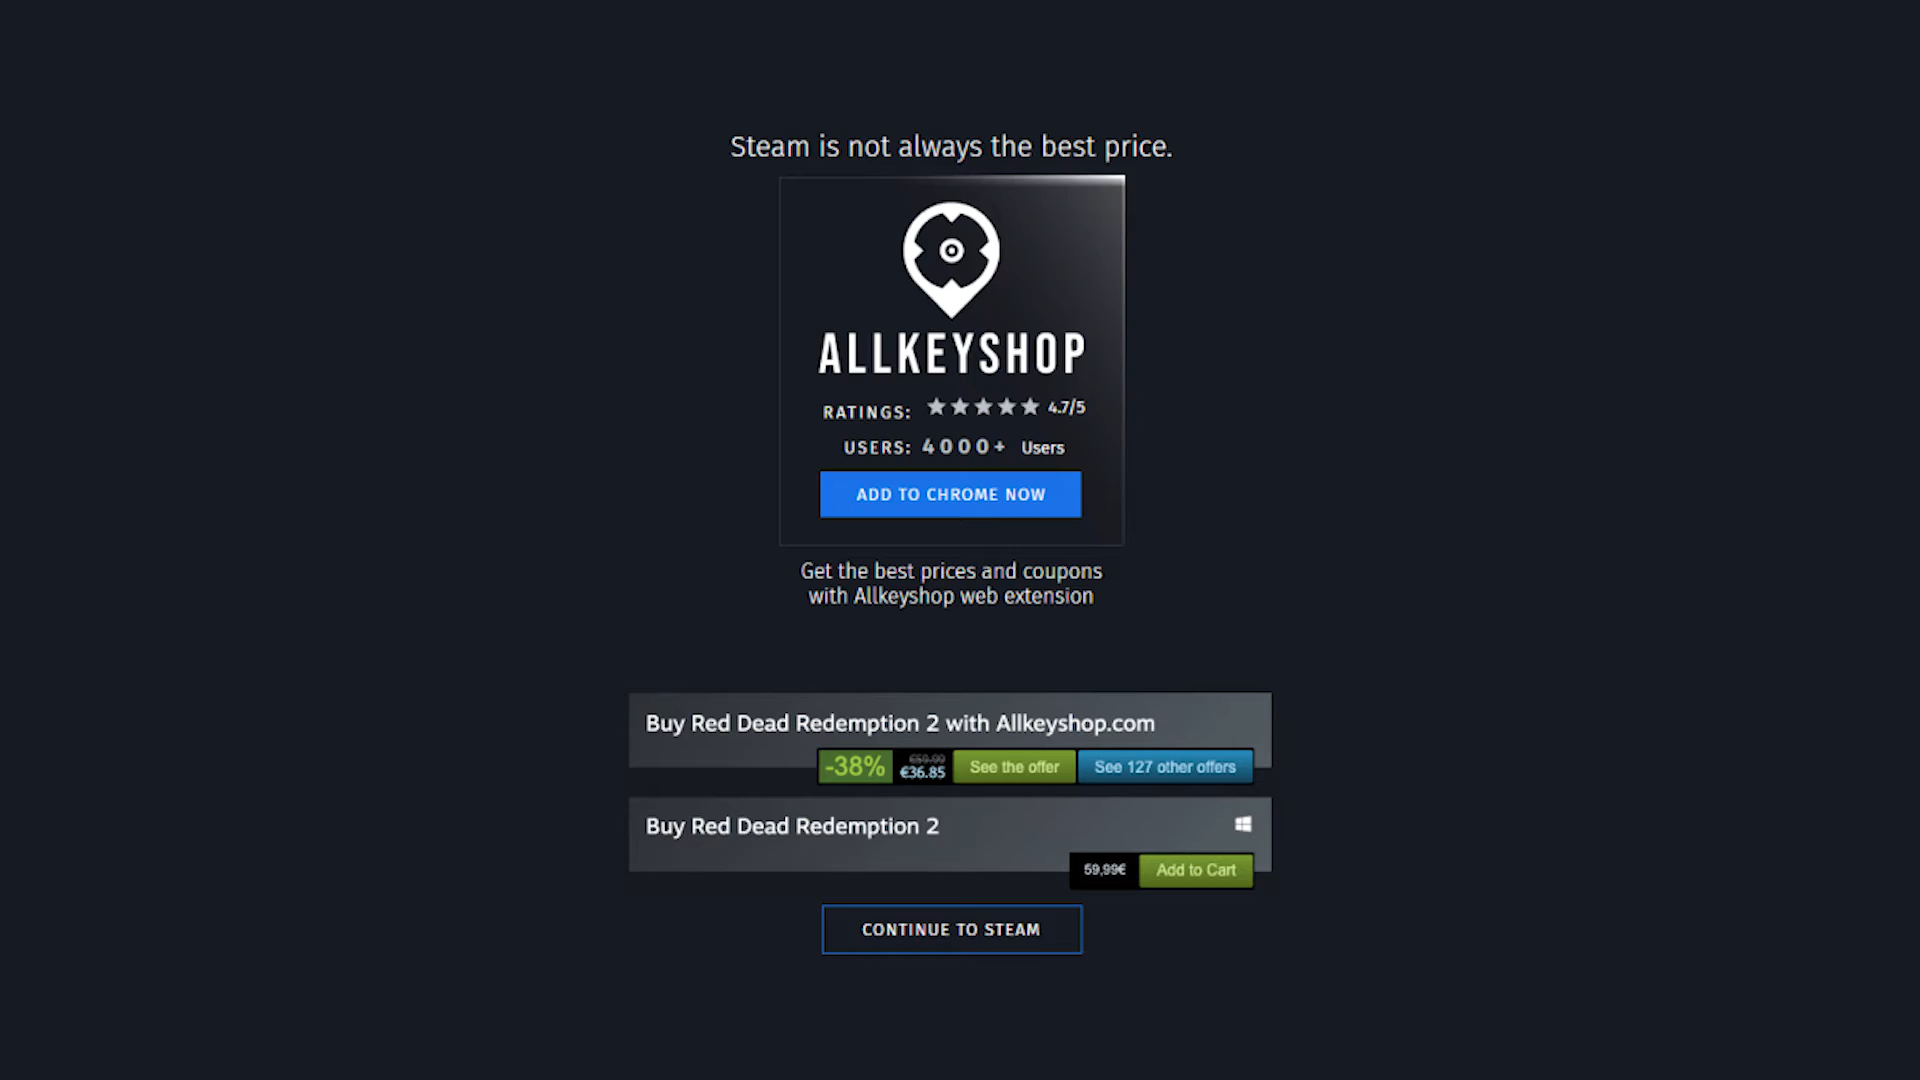 Steam is not always the best price.
ALLKEYSHOP
RATINGS: 4.7/5
USERS: 4000+ Users
ADD TO CHROME NOW
Get the best prices and coupons
with Allkeyshop web extension
Buy Red Dead Redemption 2 with Allkeyshop.com
€59.99
-38% €36.85 See the offer See 127 other offers
Buy Red Dead Redemption 2
59,99€ Add to Cart
CONTINUE TO STEAM